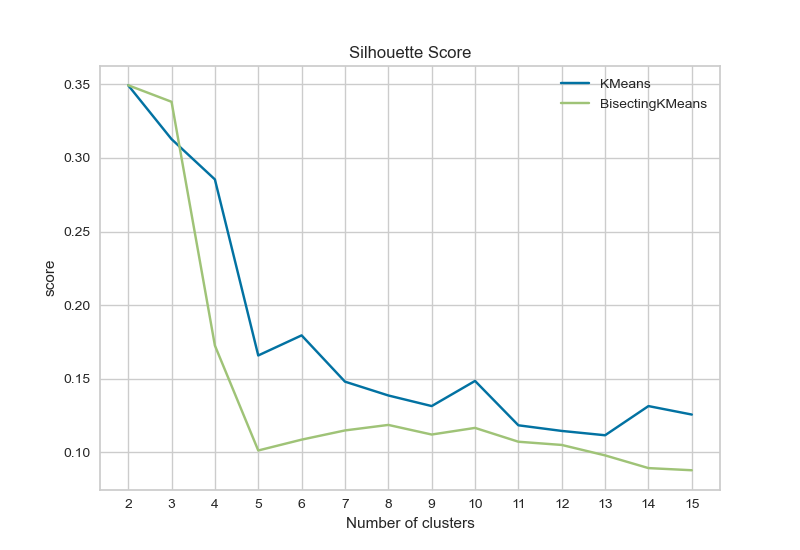 Silhouette Score
KMeans
BisectingKMeans
score
0.35
0.30
0.25
0.20
0.15
0.10
2 3 4 5 6 7 8 9 10 11 12 13 14 15
Number of clusters